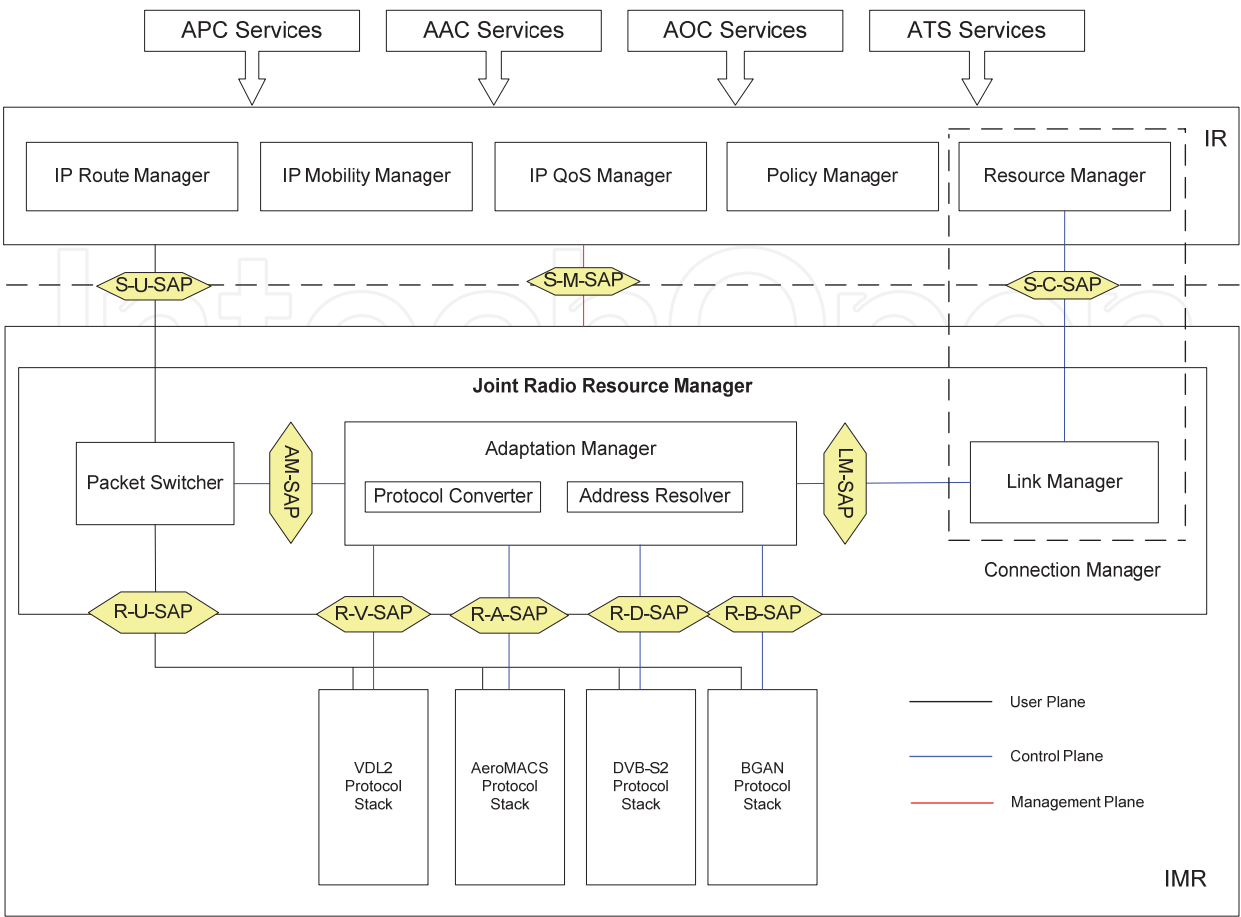 APC Services
AAC Services
AOC Services
ATS Services
IR
IP Route Manager
IP Mobility Manager
IP QoS Manager
Policy Manager
Resource Manager
IntechOpen
S-U-SAP
S-M-SAP
S-C-SAP
Joint Radio Resource Manager
Packet Switcher
AM-SAP
Adaptation Manager
Protocol Converter
Address Resolver
LM-SAP
Link Manager
Connection Manager
R-U-SAP
R-V-SAP
R-A-SAP
R-D-SAP
R-B-SAP
VDL2
Protocol
Stack
AeroMACS
Protocol
Stack
DVB-S2
Protocol
Stack
BGAN
Protocol
Stack
User Plane
Control Plane
Management Plane
IMR